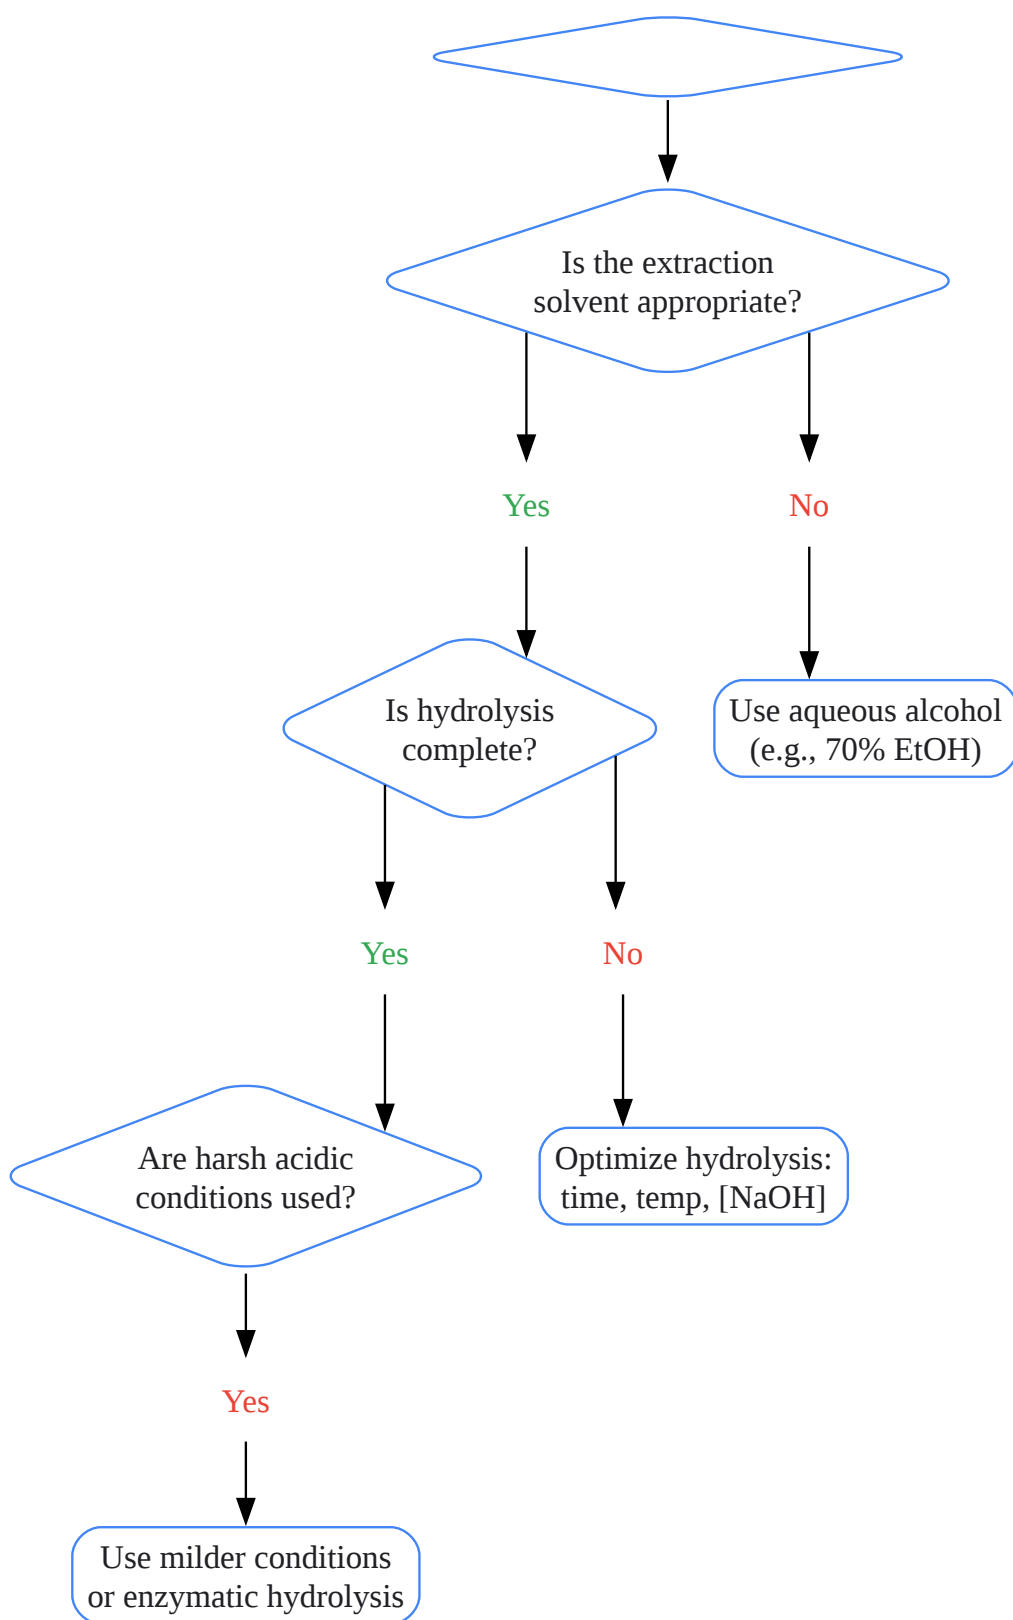 Is the extraction
solvent appropriate?
Yes
No
Is hydrolysis
complete?
Use aqueous alcohol
(e.g., 70% EtOH)
Yes
No
Are harsh acidic
conditions used?
Optimize hydrolysis:
time, temp, [NaOH]
Yes
Use milder conditions
or enzymatic hydrolysis